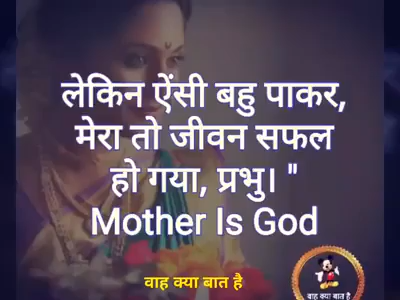 लेकिन ऐंसी बहु पाकर,
मेरा तो जीवन सफल
हो गया, प्रभु। "
Mother Is God
वाह क्या बात है
वाह क्या बात है